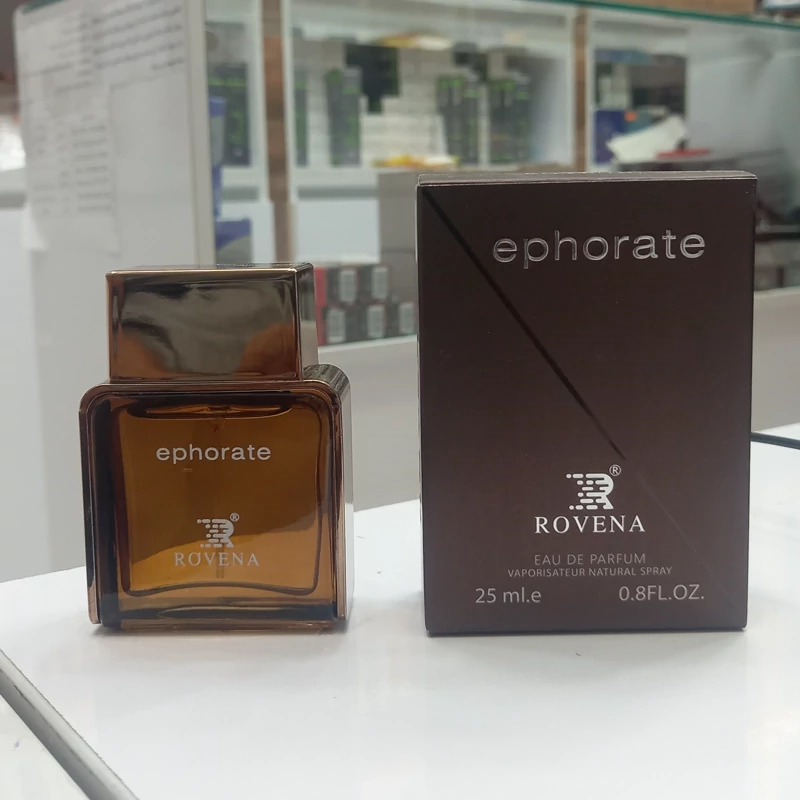 ephorate
R®
ROVENA
ephorate
R®
ROVENA
EAU DE PARFUM
VAPORISATEUR NATURAL SPRAY
25 ml.e
0.8FL.OZ.